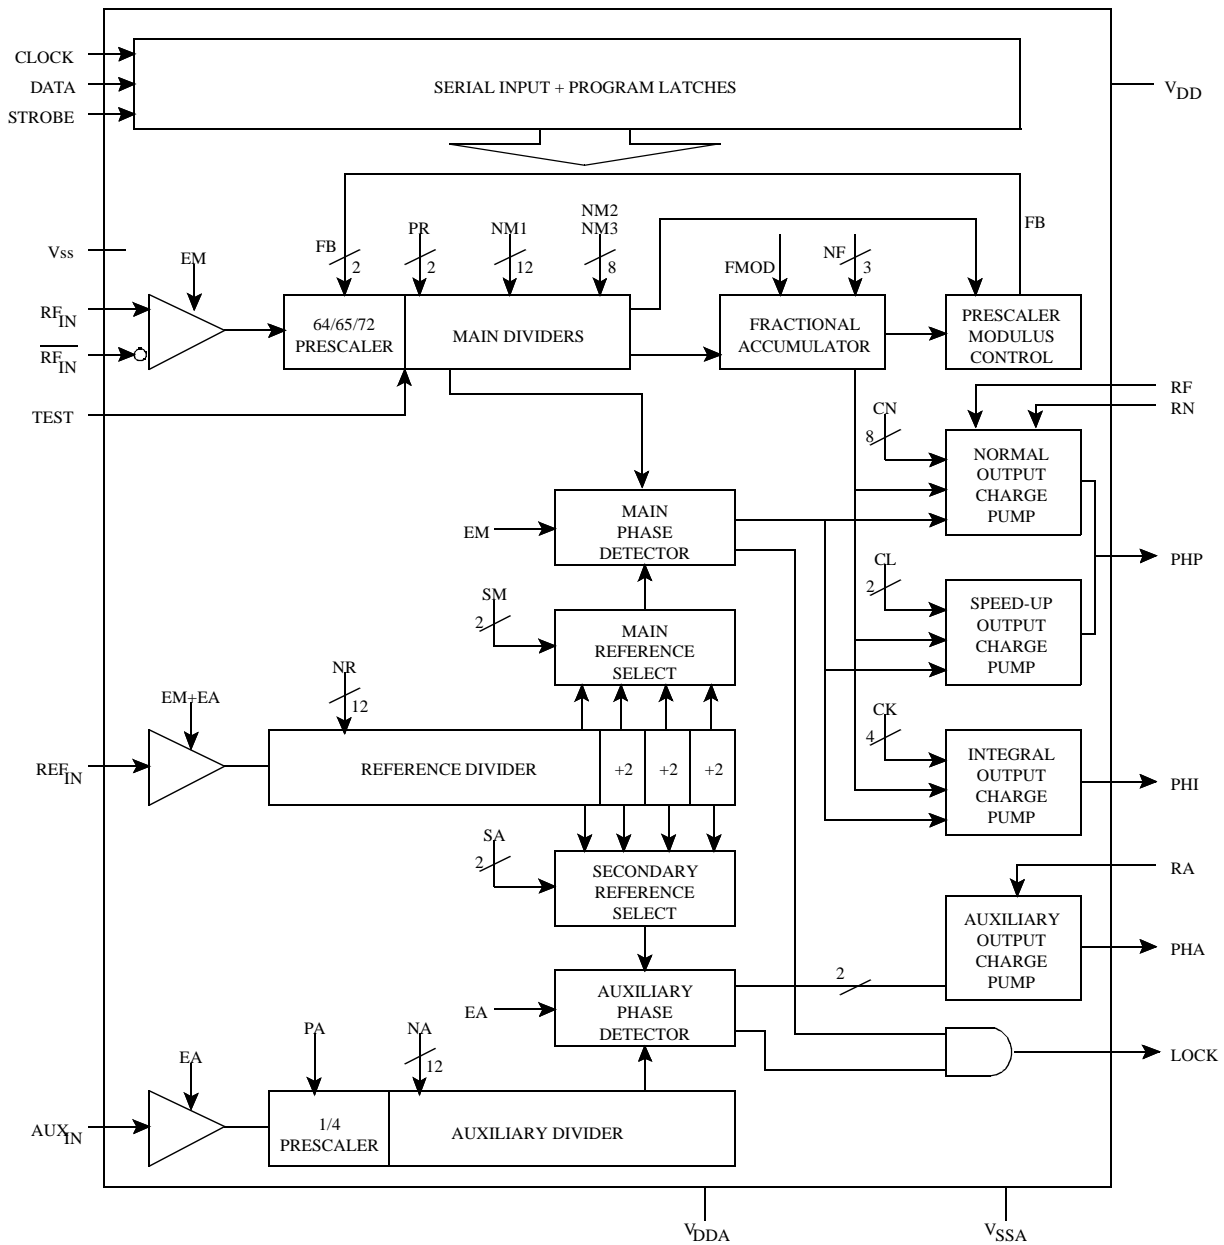 CLOCK
DATA
STROBE
SERIAL INPUT + PROGRAM LATCHES
VDD
VSS
EM
FB
2
PR
2
NM1
12
NM2
NM3
8
FMOD
NF
3
FB
RFIN
RFIN
64/65/72
PRESCALER
MAIN DIVIDERS
FRACTIONAL
ACCUMULATOR
PRESCALER
MODULUS
CONTROL
TEST
RF
RN
CN
8
NORMAL
OUTPUT
CHARGE
PUMP
EM
MAIN
PHASE
DETECTOR
PHP
CL
2
SPEED-UP
OUTPUT
CHARGE
PUMP
SM
2
MAIN
REFERENCE
SELECT
NR
12
EM+EA
REFIN
REFERENCE DIVIDER
+2
+2
+2
CK
4
INTEGRAL
OUTPUT
CHARGE
PUMP
PHI
SA
2
SECONDARY
REFERENCE
SELECT
RA
AUXILIARY
OUTPUT
CHARGE
PUMP
PHA
2
EA
AUXILIARY
PHASE
DETECTOR
LOCK
EA
PA
NA
12
AUXIN
1/4
PRESCALER
AUXILIARY DIVIDER
VDDA
VSSA